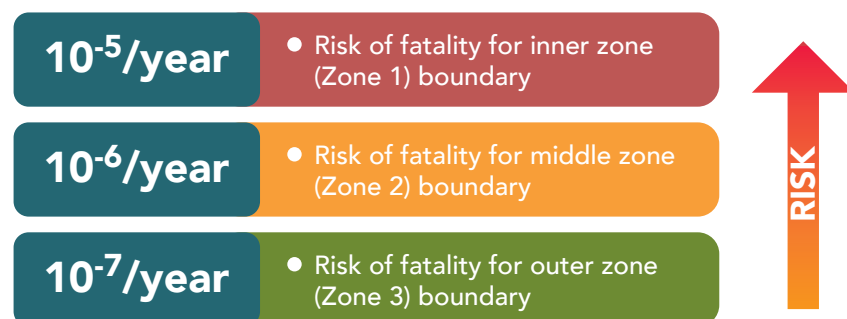 10⁻⁵/year
● Risk of fatality for inner zone
(Zone 1) boundary
10⁻⁶/year
● Risk of fatality for middle zone
(Zone 2) boundary
10⁻⁷/year
● Risk of fatality for outer zone
(Zone 3) boundary
RISK